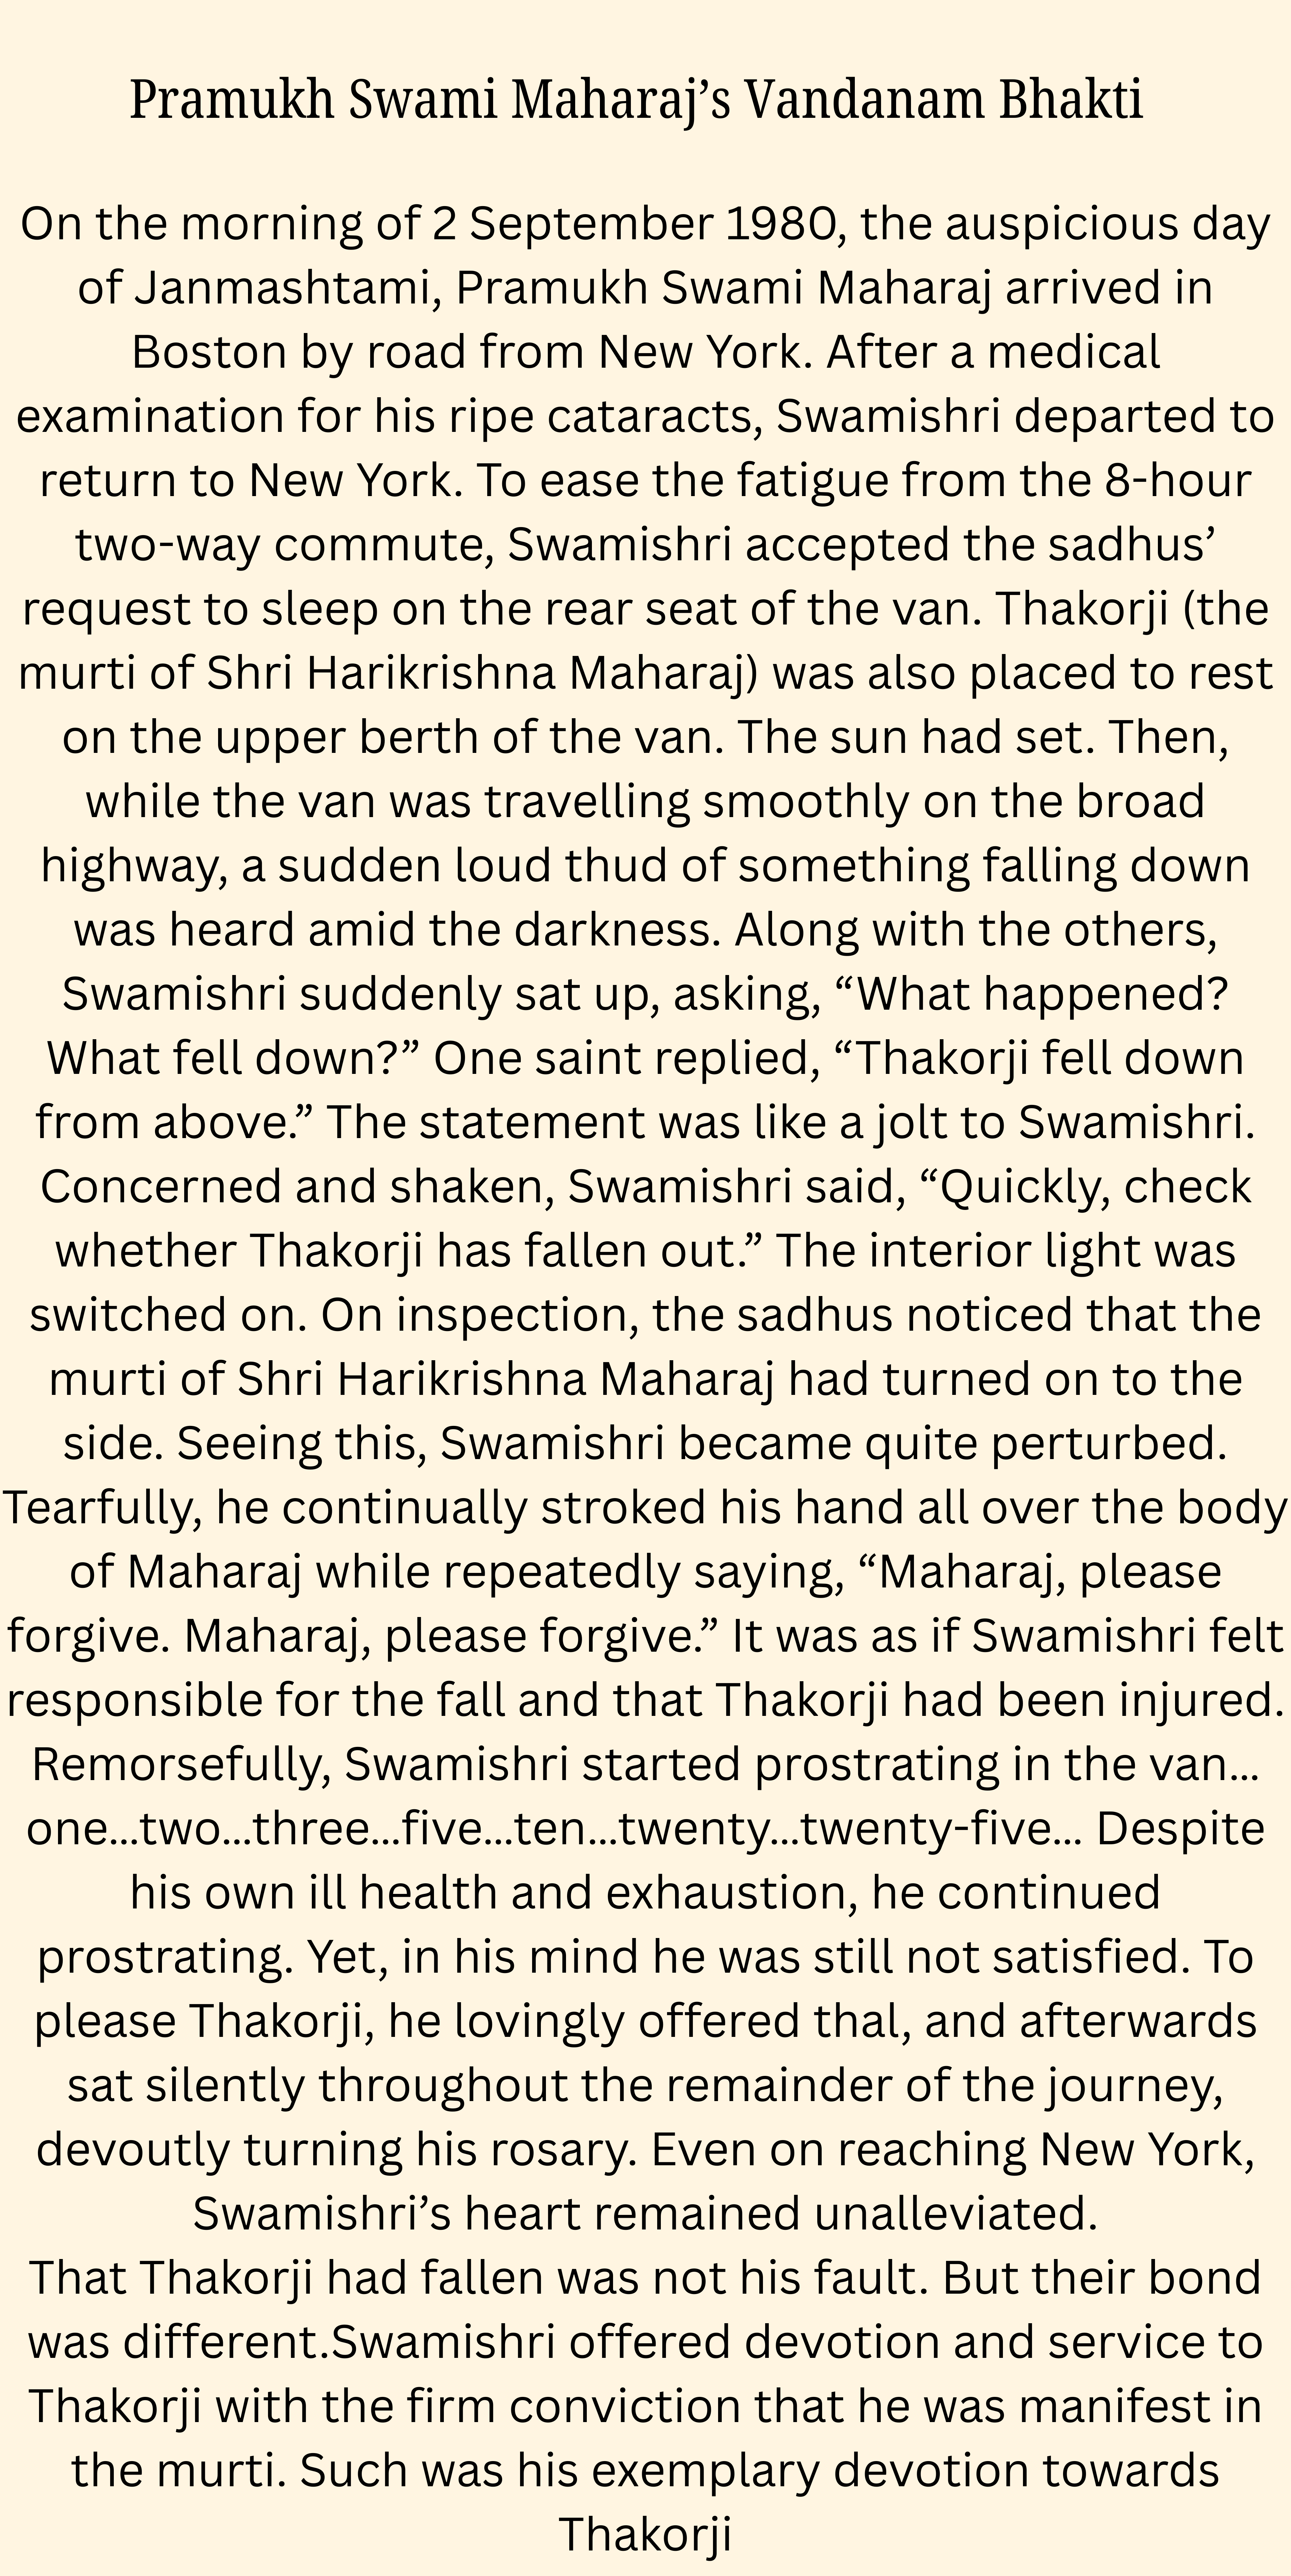 Pramukh Swami Maharaj’s Vandanam Bhakti
On the morning of 2 September 1980, the auspicious day
of Janmashtami, Pramukh Swami Maharaj arrived in
Boston by road from New York. After a medical
examination for his ripe cataracts, Swamishri departed to
return to New York. To ease the fatigue from the 8-hour
two-way commute, Swamishri accepted the sadhus’
request to sleep on the rear seat of the van. Thakorji (the
murti of Shri Harikrishna Maharaj) was also placed to rest
on the upper berth of the van. The sun had set. Then,
while the van was travelling smoothly on the broad
highway, a sudden loud thud of something falling down
was heard amid the darkness. Along with the others,
Swamishri suddenly sat up, asking, “What happened?
What fell down?” One saint replied, “Thakorji fell down
from above.” The statement was like a jolt to Swamishri.
Concerned and shaken, Swamishri said, “Quickly, check
whether Thakorji has fallen out.” The interior light was
switched on. On inspection, the sadhus noticed that the
murti of Shri Harikrishna Maharaj had turned on to the
side. Seeing this, Swamishri became quite perturbed.
Tearfully, he continually stroked his hand all over the body
of Maharaj while repeatedly saying, “Maharaj, please
forgive. Maharaj, please forgive.” It was as if Swamishri felt
responsible for the fall and that Thakorji had been injured.
Remorsefully, Swamishri started prostrating in the van…
one…two…three…five…ten…twenty…twenty-five… Despite
his own ill health and exhaustion, he continued
prostrating. Yet, in his mind he was still not satisfied. To
please Thakorji, he lovingly offered thal, and afterwards
sat silently throughout the remainder of the journey,
devoutly turning his rosary. Even on reaching New York,
Swamishri’s heart remained unalleviated.
That Thakorji had fallen was not his fault. But their bond
was different.Swamishri offered devotion and service to
Thakorji with the firm conviction that he was manifest in
the murti. Such was his exemplary devotion towards
Thakorji